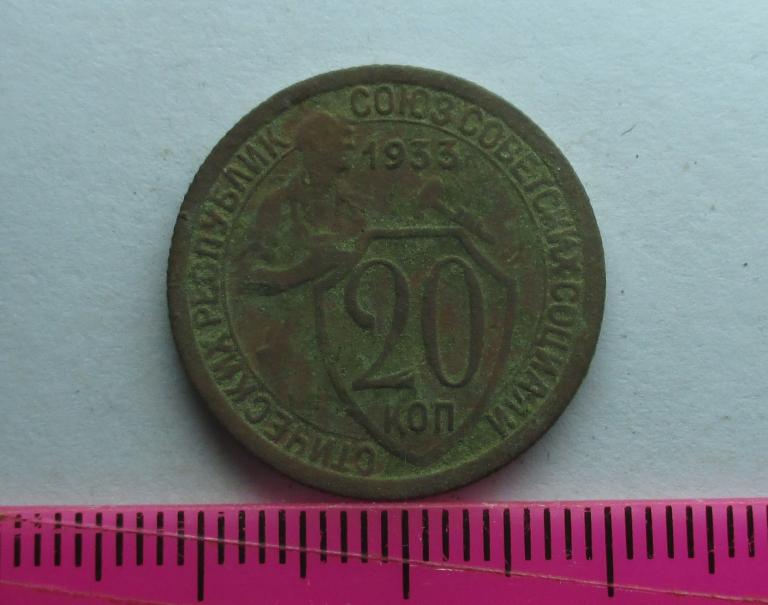 СОЮЗ СОВЕТСКИХ СОЦИАЛИСТИЧЕСКИХ РЕСПУБЛИК
1933
20
КОП